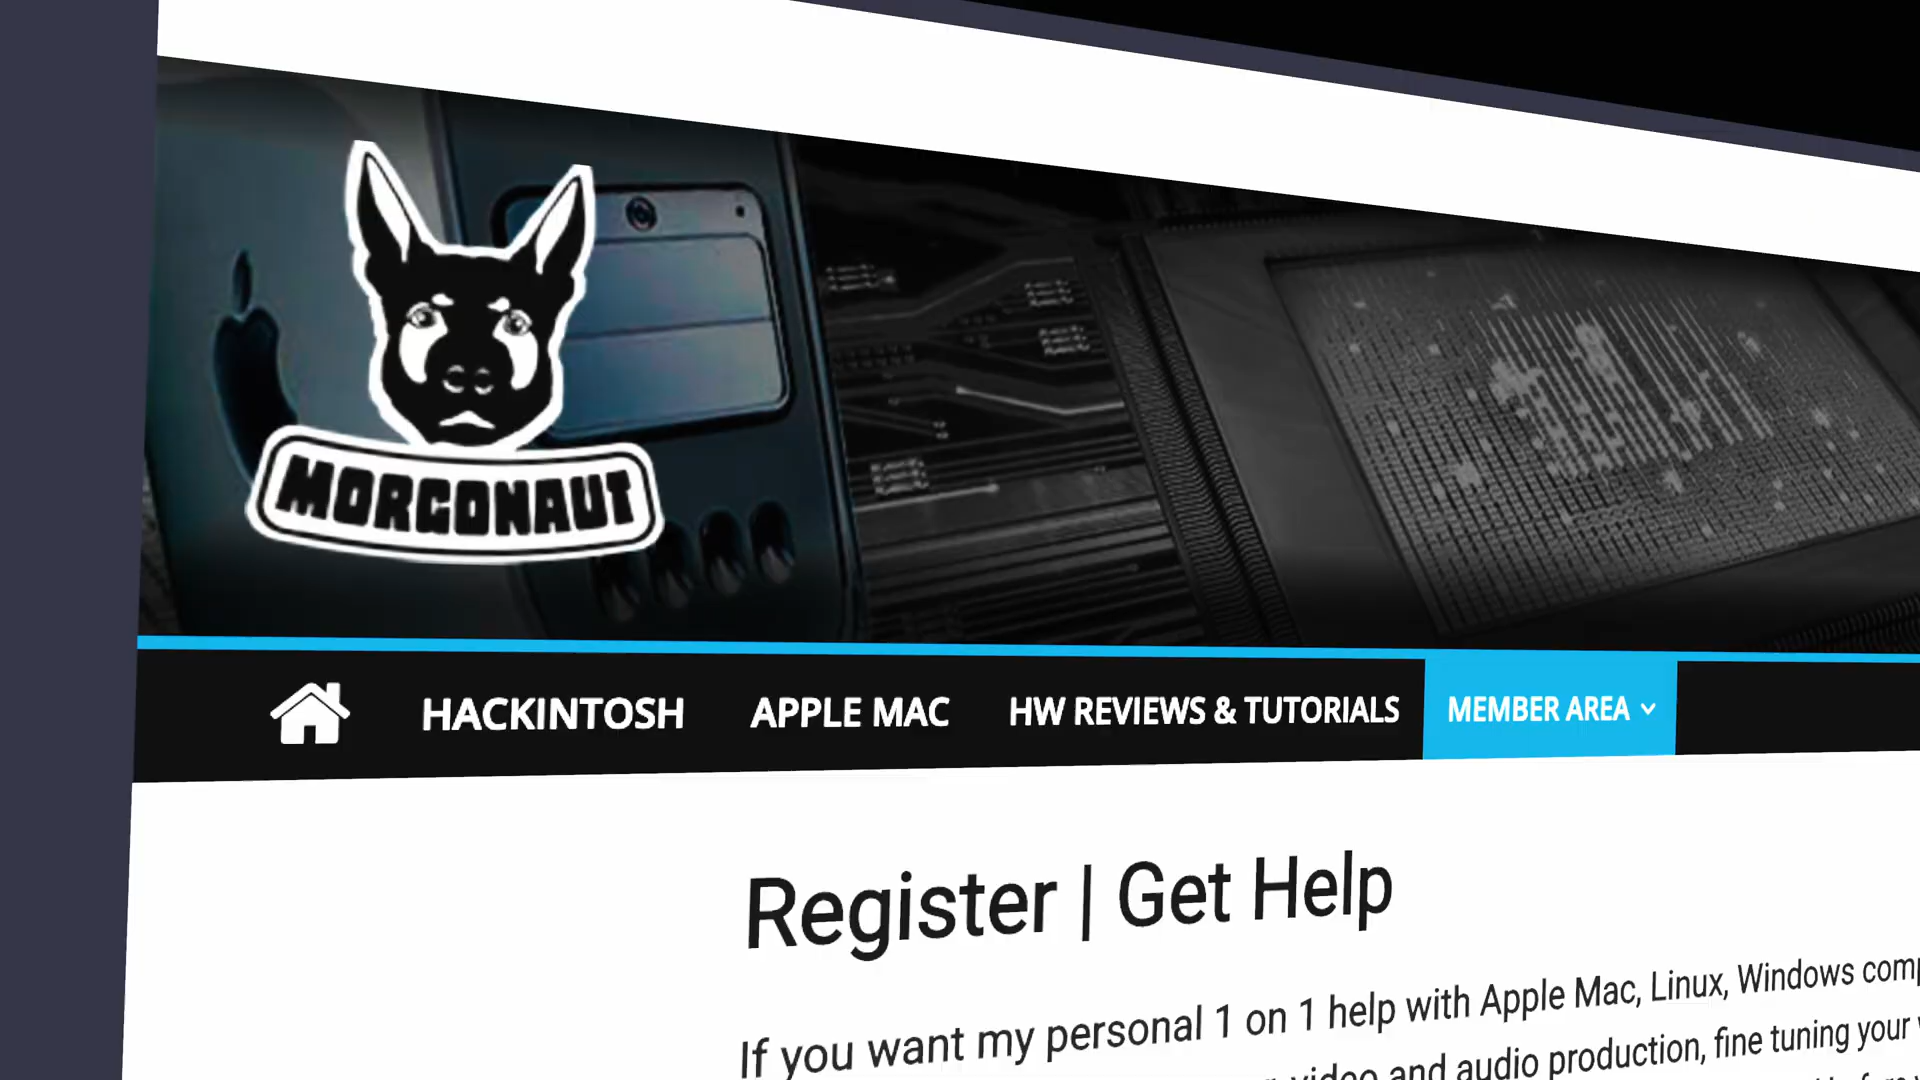 MORGONAUT
HACKINTOSH APPLE MAC HW REVIEWS & TUTORIALS MEMBER AREA
Register | Get Help
If you want my personal 1 on 1 help with Apple Mac, Linux, Windows
video and audio production, fine tuning your